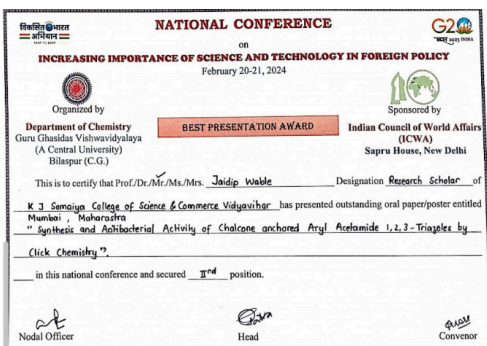 विकसित भारत
अभियान
NATIONAL CONFERENCE
on
INCREASING IMPORTANCE OF SCIENCE AND TECHNOLOGY IN FOREIGN POLICY
February 20-21, 2024
G20
2023 INDIA
Organized by
Department of Chemistry
Guru Ghasidas Vishwavidyalaya
(A Central University)
Bilaspur (C.G.)
BEST PRESENTATION AWARD
Sponsored by
Indian Council of World Affairs
(ICWA)
Sapru House, New Delhi
This is to certify that Prof/Dr./Mr./Ms./Mrs. Jaidip Wable Designation Research Scholar of
K J Somaiya College of Science & Commerce Vidyavihar has presented outstanding oral paper/poster entitled
Mumbai, Maharastra
"Synthesis and Antibacterial Activity of Chalcone anchored Aryl Acetamide 1,2,3-Triazoles by
Click Chemistry".
in this national conference and secured IInd position.
Nodal Officer
Head
Convenor